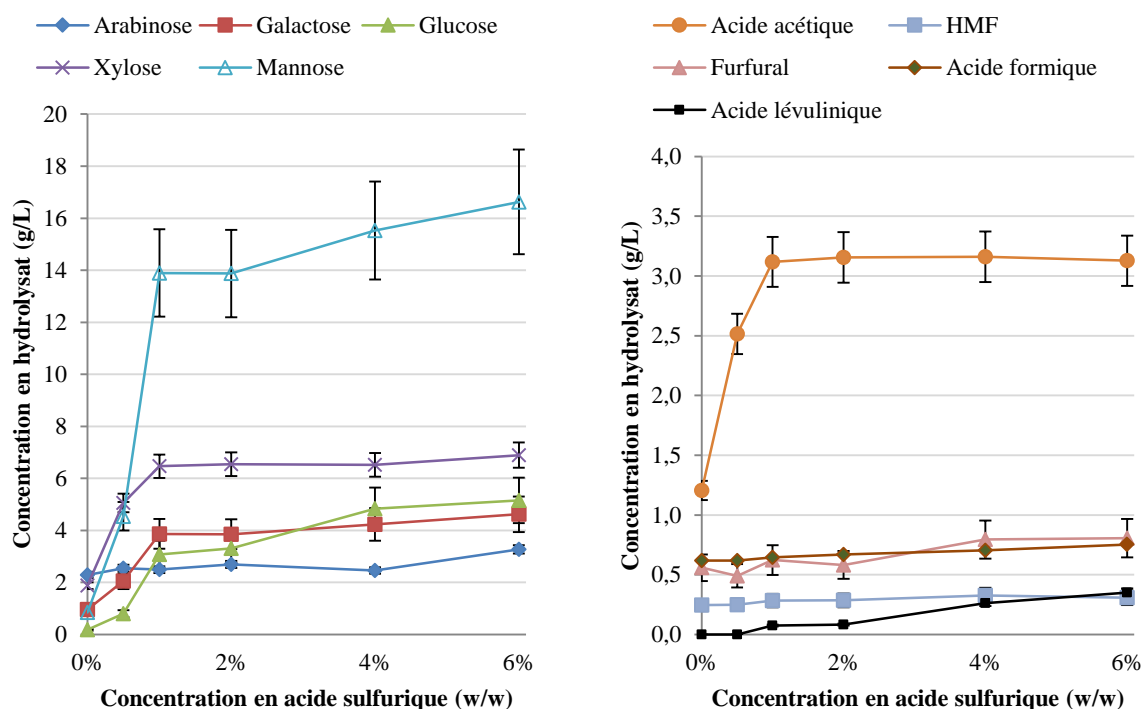 Arabinose Galactose Glucose
Xylose Mannose
Concentration en hydrolysat (g/L)
20
18
16
14
12
10
8
6
4
2
0
0% 2% 4% 6%
Concentration en acide sulfurique (w/w)
Acide acétique HMF
Furfural Acide formique
Acide lévulinique
Concentration en hydrolysat (g/L)
4,0
3,5
3,0
2,5
2,0
1,5
1,0
0,5
0,0
0% 2% 4% 6%
Concentration en acide sulfurique (w/w)